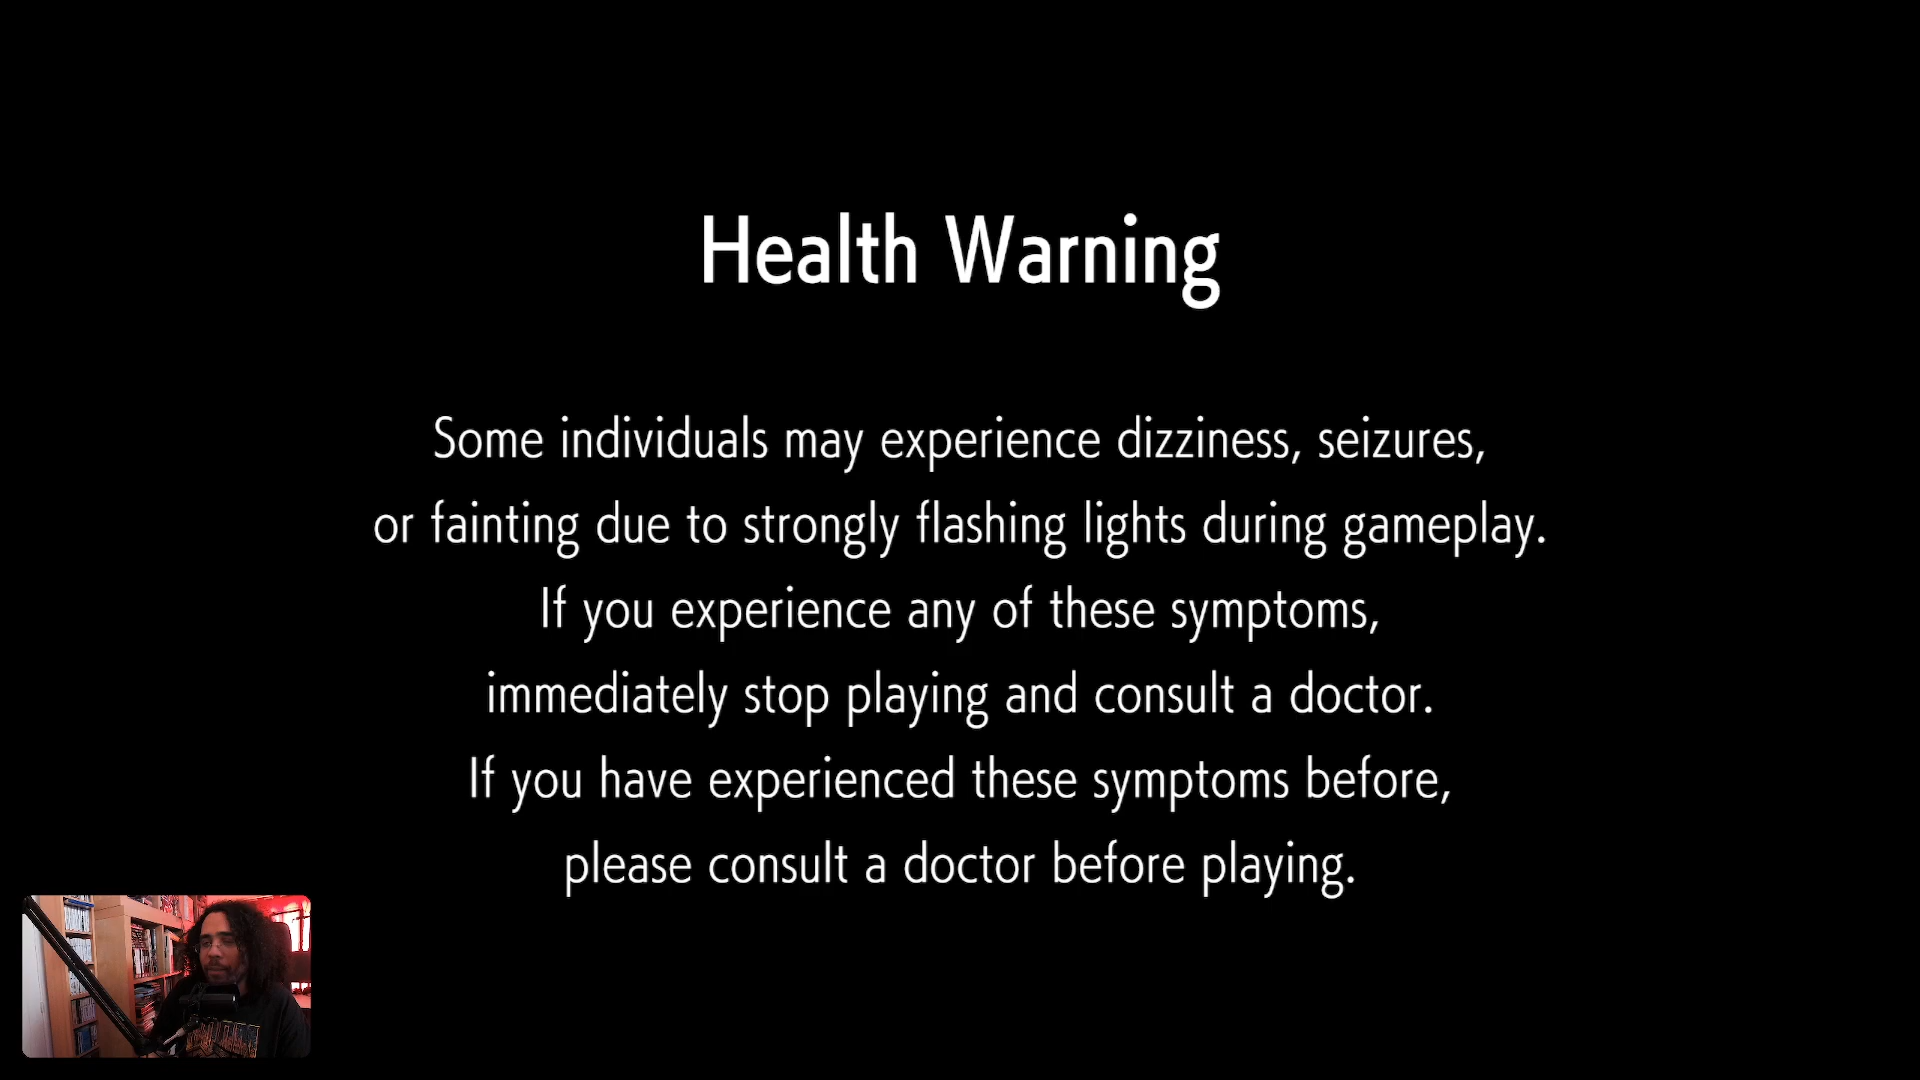 Health Warning
Some individuals may experience dizziness, seizures,
or fainting due to strongly flashing lights during gameplay.
If you experience any of these symptoms,
immediately stop playing and consult a doctor.
If you have experienced these symptoms before,
please consult a doctor before playing.